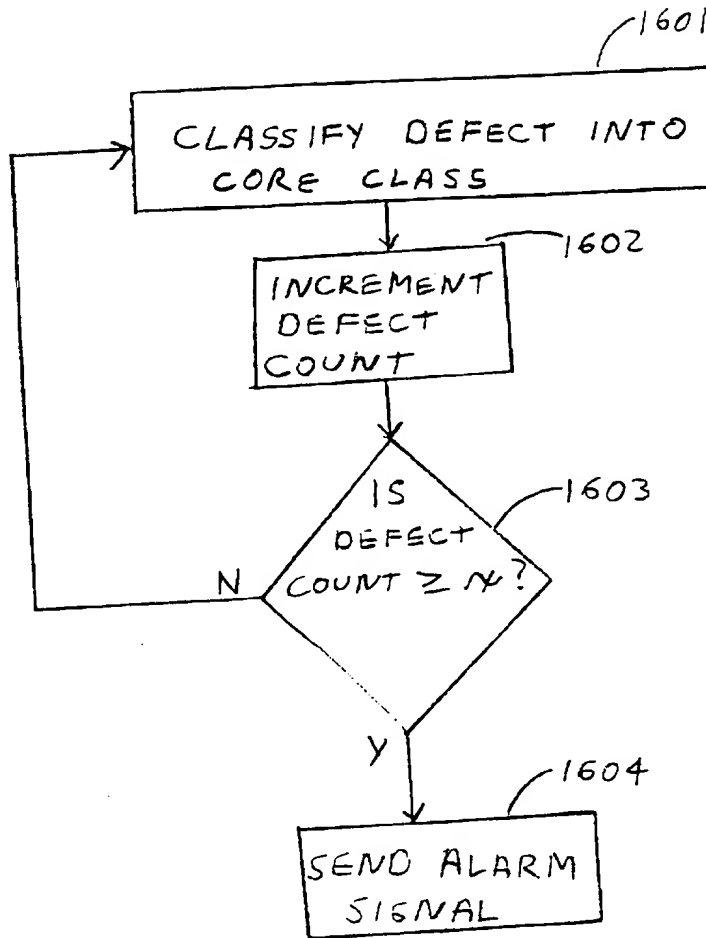 1601
CLASSIFY DEFECT INTO
CORE CLASS
1602
INCREMENT
DEFECT
COUNT
1603
IS
DEFECT
COUNT ≥
?
N
Y
1604
SEND ALARM
SIGNAL